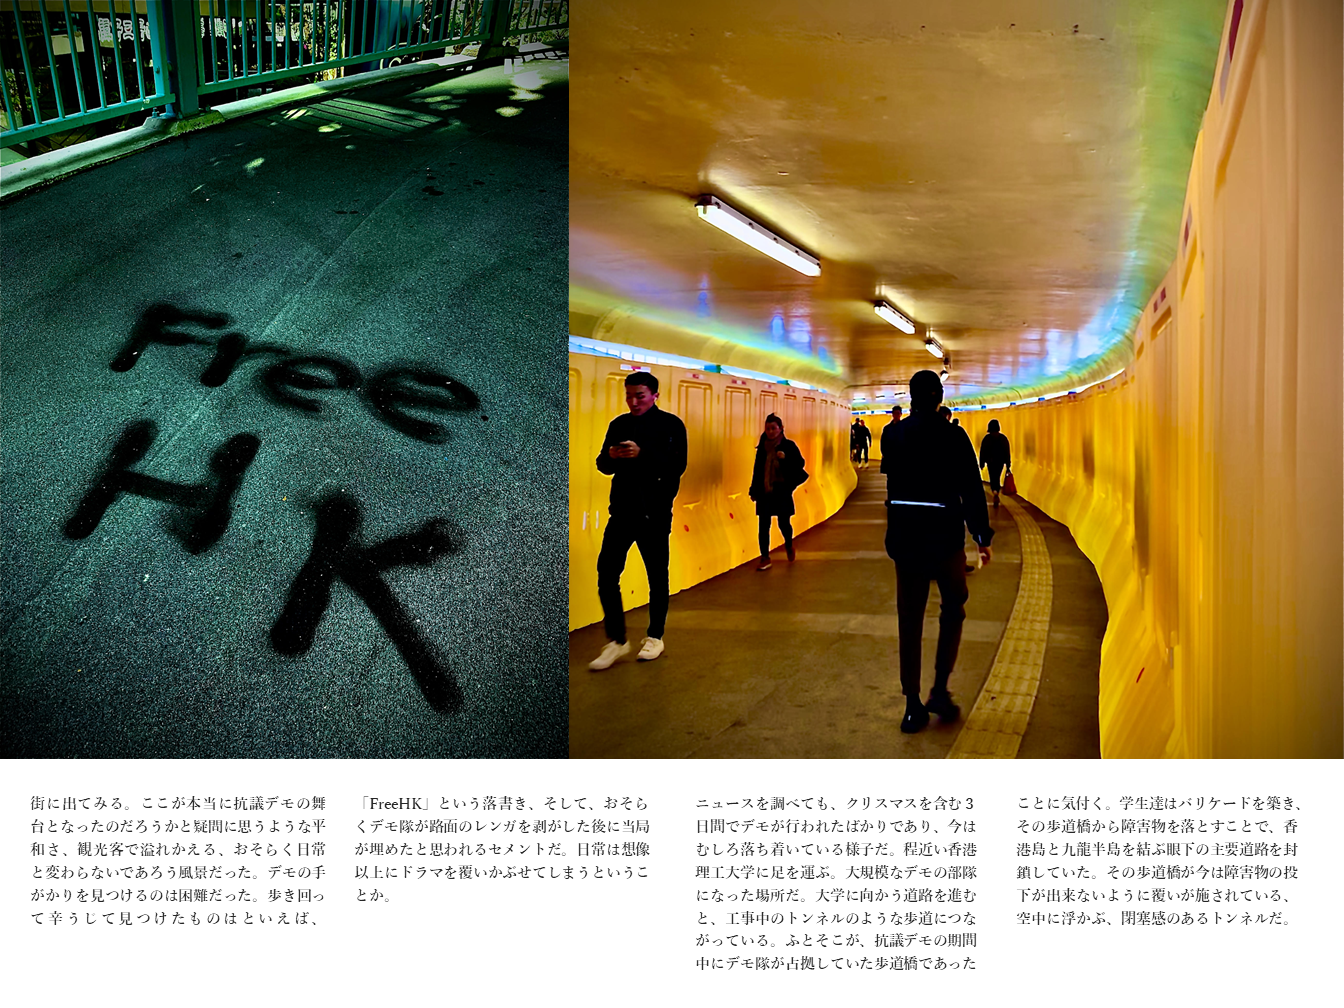 Free
HK
街に出てみる。ここが本当に抗議デモの舞
台となったのだろうかと疑問に思うような平
和さ、観光客で溢れかえる、おそらく日常
と変わらないであろう風景だった。デモの手
がかりを見つけるのは困難だった。歩き回っ
て辛うじて見つけたものはといえば、
「FreeHK」という落書き、そして、おそら
くデモ隊が路面のレンガを剥がした後に当局
が埋めたと思われるセメントだ。日常は想像
以上にドラマを覆いかぶせてしまうというこ
とか。
ニュースを調べても、クリスマスを含む3
日間でデモが行われたばかりであり、今は
むしろ落ち着いている様子だ。程近い香港
理工大学に足を運ぶ。大規模なデモの部隊
になった場所だ。大学に向かう道路を進む
と、工事中のトンネルのような歩道につな
がっている。ふとそこが、抗議デモの期間
中にデモ隊が占拠していた歩道橋であった
ことに気付く。学生達はバリケードを築き、
その歩道橋から障害物を落とすことで、香
港島と九龍半島を結ぶ眼下の主要道路を封
鎖していた。その歩道橋が今は障害物の投
下が出来ないように覆いが施されている、
空中に浮かぶ、閉塞感のあるトンネルだ。